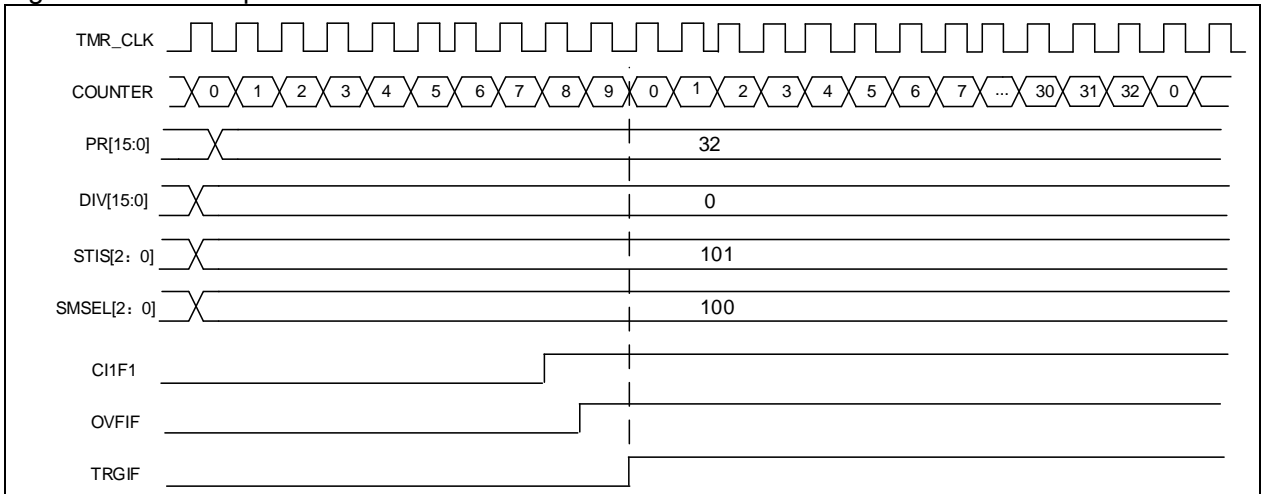 TMR_CLK
COUNTER 0 1 2 3 4 5 6 7 8 9 0 1 2 3 4 5 6 7 ... 30 31 32 0
PR[15:0] 32
DIV[15:0] 0
STIS[2：0] 101
SMSEL[2：0] 100
CI1F1
OVFIF
TRGIF